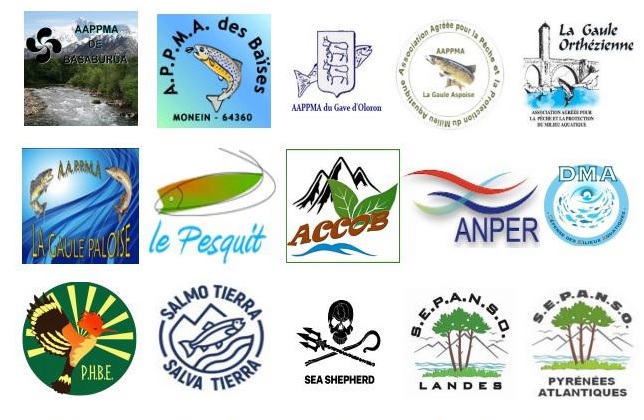 AAPPMA
DE
BASABURUA
A.P.P.M.A. des Baïses
MONEIN - 64360
AAPPMA du Gave d'Oloron
Association Agréée pour la Pêche et la Protection du Milieu Aquatique
AAPPMA
La Gaule Aspoise
La Gaule
Orthézienne
ASSOCIATION AGRÉÉE POUR
LA PÊCHE ET LA PROTECTION
DU MILIEU AQUATIQUE
A.A.P.P.M.A
LA GAULE PALOISE
le Pesquit
ACCOB
ANPER
DMA
DES MILIEUX AQUATIQUES
P.H.B.E.
SALMO TIERRA
SALVA TIERRA
SEA SHEPHERD
S.E.P.A.N.S.O.
LANDES
S.E.P.A.N.S.O.
PYRÉNÉES
ATLANTIQUES